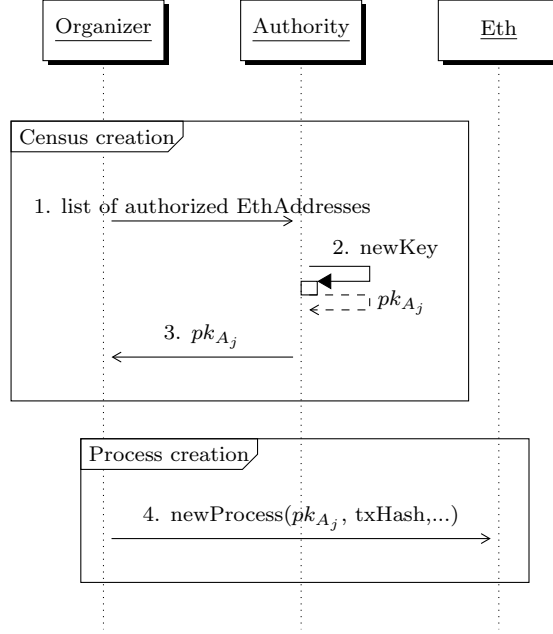 Organizer
Authority
Eth
Census creation
1. list of authorized EthAddresses
2. newKey
pk_{A_j}
3. pk_{A_j}
Process creation
4. newProcess(pk_{A_j}, txHash,...)